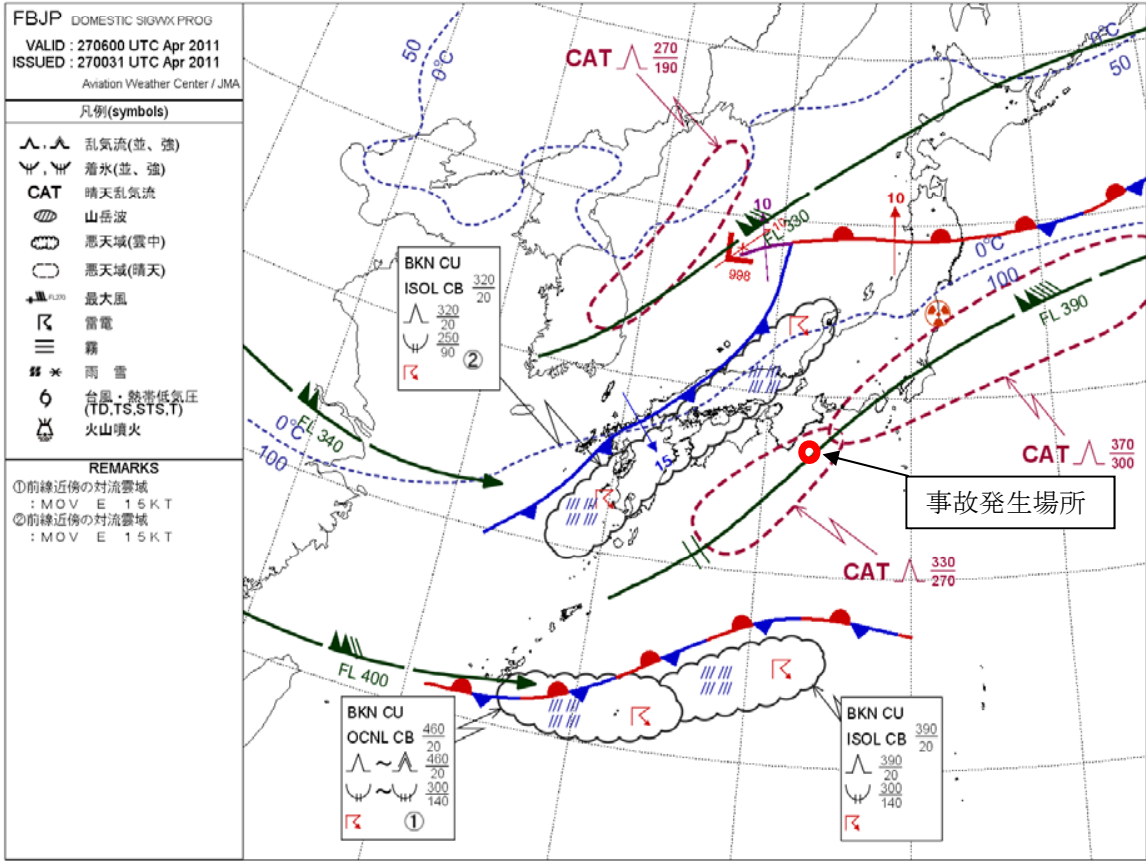 FBJP DOMESTIC SIGWX PROG
VALID : 270600 UTC Apr 2011
ISSUED : 270031 UTC Apr 2011
Aviation Weather Center / JMA
凡例(symbols)
乱気流(並、強)
着氷(並、強)
CAT 晴天乱気流
山岳波
悪天域(雲中)
悪天域(晴天)
FL270 最大風
雷電
霧
雨 雪
台風・熱帯低気圧
(TD,TS,STS,T)
火山噴火
REMARKS
①前線近傍の対流雲域
：ＭＯＶ Ｅ １５ＫＴ
②前線近傍の対流雲域
：ＭＯＶ Ｅ １５ＫＴ
50
0℃
CAT 270
190
0℃
50
10
10
FL 330
998
10
0℃
100
FL 390
BKN CU
ISOL CB 320
20
320
20
250
90
②
FL 340
0℃
100
15
CAT 370
300
事故発生場所
CAT 330
270
FL 400
BKN CU
OCNL CB 460
20
～ 460
20
～ 300
140
①
BKN CU
ISOL CB 390
20
390
20
300
140